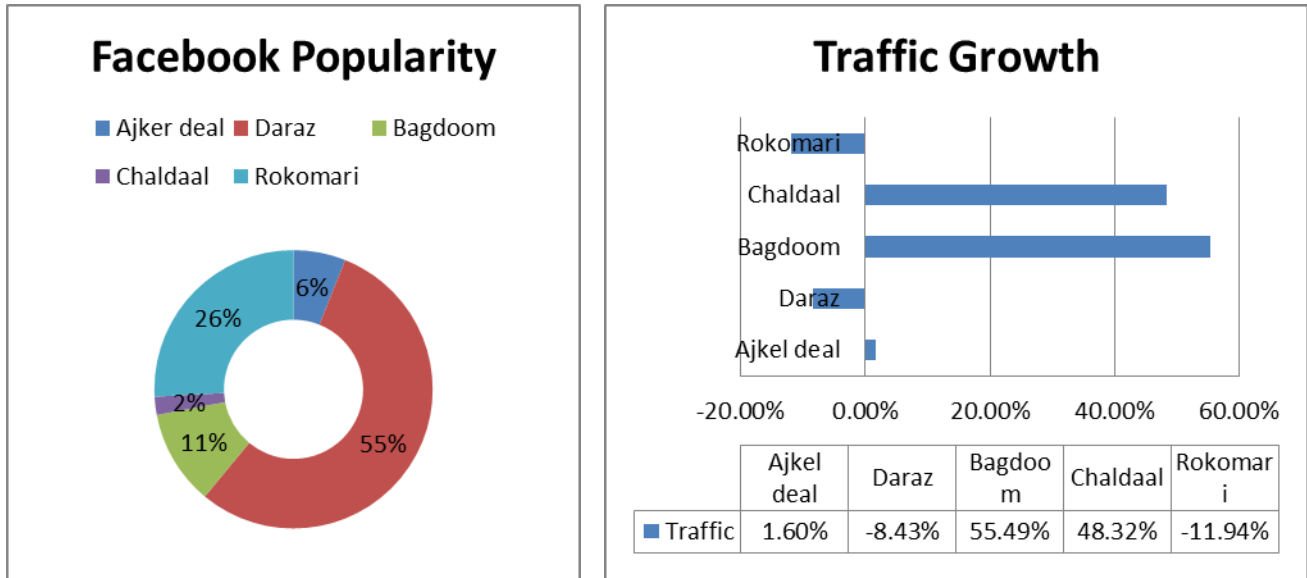 Facebook Popularity
Ajker deal Daraz Bagdoom
Chaldaal Rokomari
6%
26%
2%
11%
55%
Traffic Growth
Rokomari
Chaldaal
Bagdoom
Daraz
Ajkel deal
-20.00% 0.00% 20.00% 40.00% 60.00%
Ajkel deal Daraz Bagdoom Chaldaal Rokomari
Traffic 1.60% -8.43% 55.49% 48.32% -11.94%